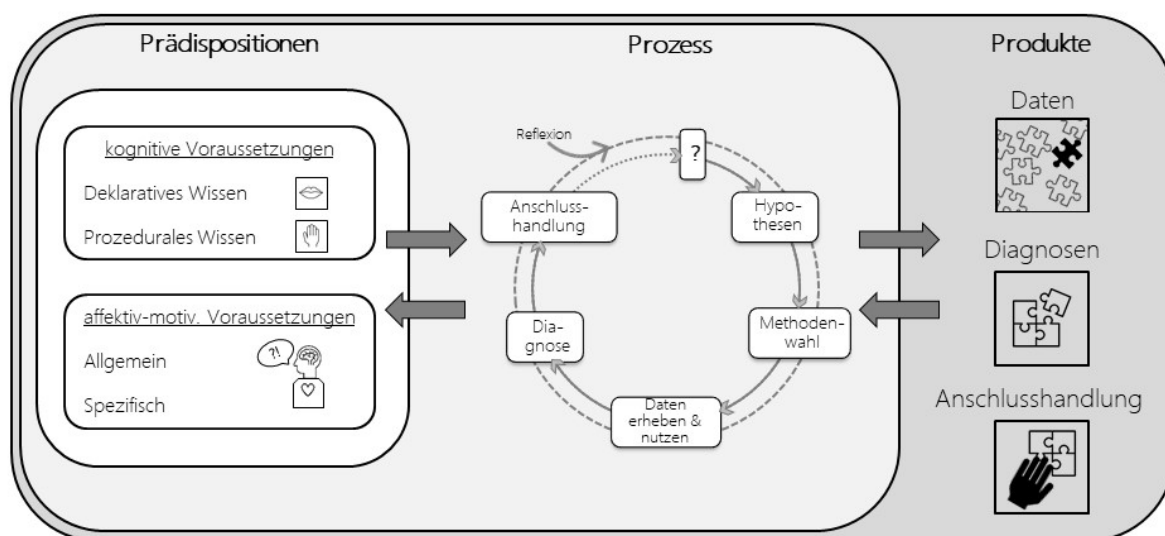 Prädispositionen
kognitive Voraussetzungen
Deklaratives Wissen
Prozedurales Wissen
affektiv-motiv. Voraussetzungen
Allgemein
?!
Spezifisch
Prozess
Reflexion
?
Hypo-
thesen
Methoden-
wahl
Daten
erheben &
nutzen
Dia-
gnose
Anschluss-
handlung
Produkte
Daten
Diagnosen
Anschlusshandlung